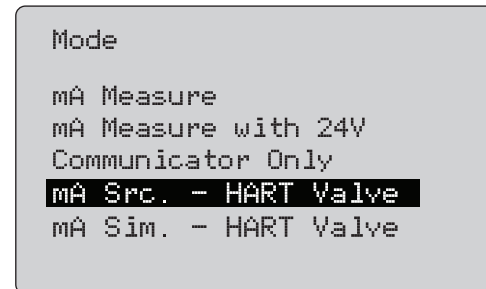 Mode
mA Measure
mA Measure with 24V
Communicator Only
mA Src. - HART Valve
mA Sim. - HART Valve